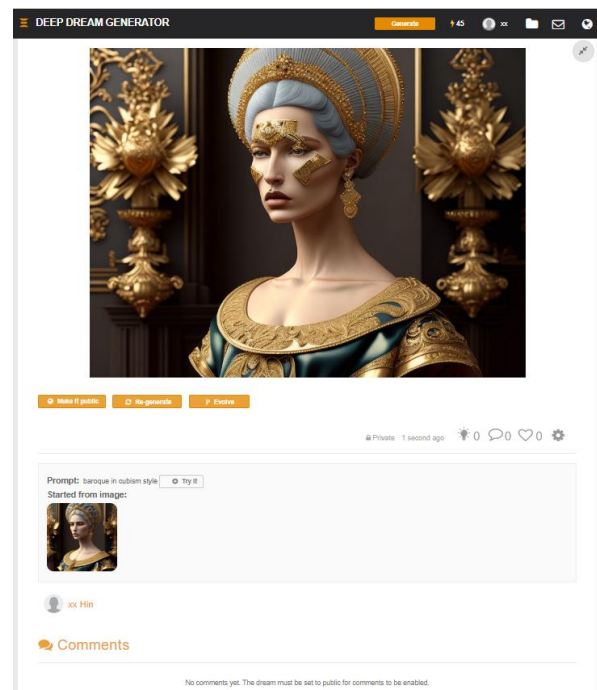 DEEP DREAM GENERATOR Generate 45 xx
Make it public Re-generate Evolve
Private 1 second ago 0 0 0
Prompt: baroque in cubism style Try it
Started from image:
xx Hin
Comments
No comments yet. The dream must be set to public for comments to be enabled.